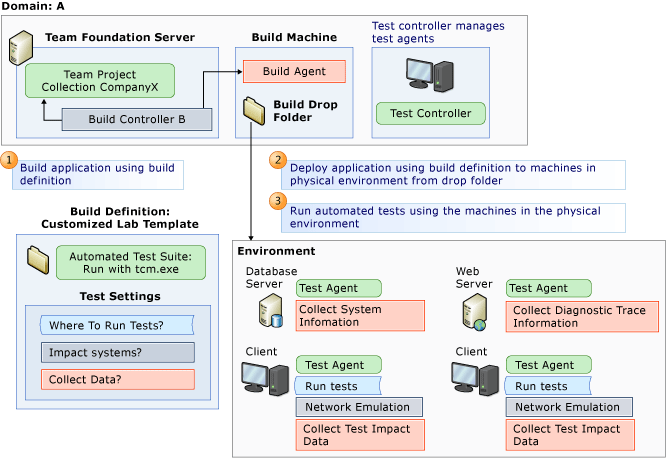 Domain: A
Team Foundation Server
Team Project
Collection CompanyX
Build Controller B
Build Machine
Build Agent
Build Drop
Folder
Test controller manages
test agents
Test Controller
1
Build application using build
definition
2
Deploy application using build definition to machines in
physical environment from drop folder
3
Run automated tests using the machines in the physical
environment
Build Definition:
Customized Lab Template
Automated Test Suite:
Run with tcm.exe
Test Settings
Where To Run Tests?
Impact systems?
Collect Data?
Environment
Database
Server
Test Agent
Collect System
Infomation
Web
Server
Test Agent
Collect Diagnostic Trace
Information
Client
Test Agent
Run tests
Network Emulation
Collect Test Impact
Data
Client
Test Agent
Run tests
Network Emulation
Collect Test Impact
Data